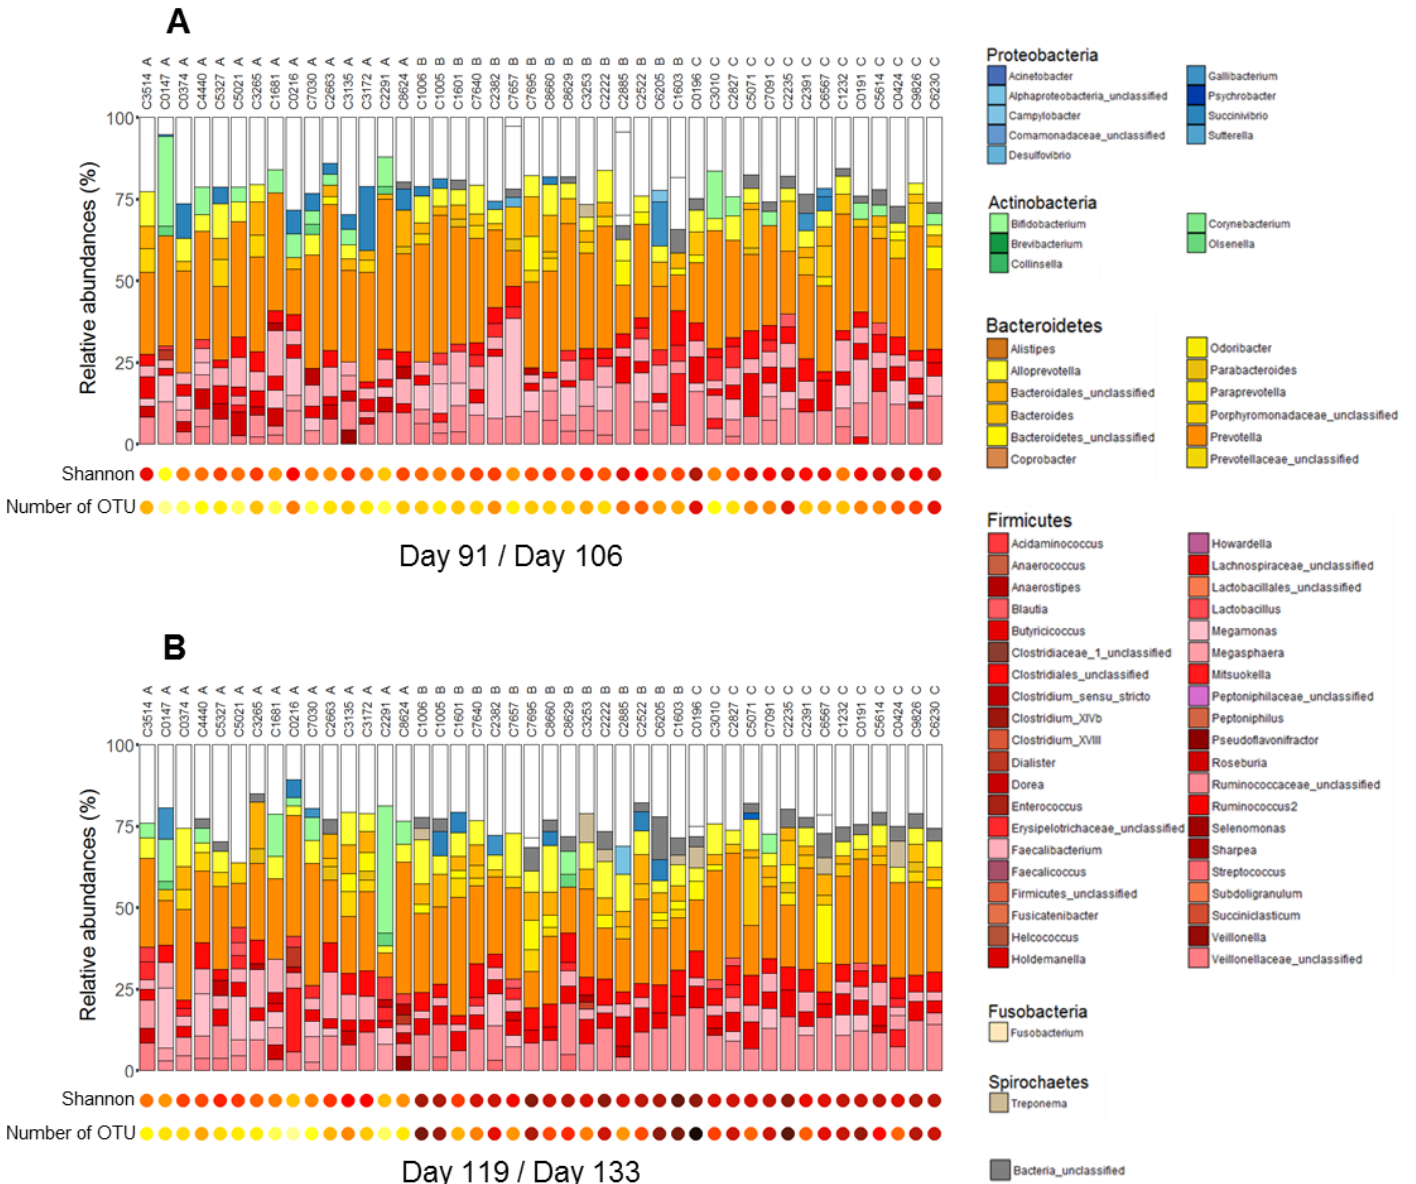 A
C3514 A
C0147 A
C0374 A
C4440 A
C5327 A
C5021 A
C3265 A
C1681 A
C0216 A
C7030 A
C2663 A
C3135 A
C3172 A
C2291 A
C8624 A
C1006 B
C1005 B
C1601 B
C7640 B
C2382 B
C7657 B
C7695 B
C8660 B
C8629 B
C3253 B
C2222 B
C2885 B
C2522 B
C6205 B
C1603 B
C0196 C
C3010 C
C2827 C
C5071 C
C7091 C
C2235 C
C2391 C
C6567 C
C1232 C
C0191 C
C5614 C
C0424 C
C9826 C
C6230 C
Relative abundances (%)
100
75
50
25
0
Shannon
Number of OTU
Day 91 / Day 106
B
C3514 A
C0147 A
C0374 A
C4440 A
C5327 A
C5021 A
C3265 A
C1681 A
C0216 A
C7030 A
C2663 A
C3135 A
C3172 A
C2291 A
C8624 A
C1006 B
C1005 B
C1601 B
C7640 B
C2382 B
C7657 B
C7695 B
C8660 B
C8629 B
C3253 B
C2222 B
C2885 B
C2522 B
C6205 B
C1603 B
C0196 C
C3010 C
C2827 C
C5071 C
C7091 C
C2235 C
C2391 C
C6567 C
C1232 C
C0191 C
C5614 C
C0424 C
C9826 C
C6230 C
Relative abundances (%)
100
75
50
25
0
Shannon
Number of OTU
Day 119 / Day 133
Proteobacteria
Acinetobacter
Alphaproteobacteria_unclassified
Campylobacter
Comamonadaceae_unclassified
Desulfovibrio
Gallibacterium
Psychrobacter
Succinivibrio
Sutterella
Actinobacteria
Bifidobacterium
Brevibacterium
Collinsella
Corynebacterium
Olsenella
Bacteroidetes
Alistipes
Alloprevotella
Bacteroidales_unclassified
Bacteroides
Bacteroidetes_unclassified
Coprobacter
Odoribacter
Parabacteroides
Paraprevotella
Porphyromonadaceae_unclassified
Prevotella
Prevotellaceae_unclassified
Firmicutes
Acidaminococcus
Anaerococcus
Anaerostipes
Blautia
Butyricicoccus
Clostridiaceae_1_unclassified
Clostridiales_unclassified
Clostridium_sensu_stricto
Clostridium_XIVb
Clostridium_XVIII
Dialister
Dorea
Enterococcus
Erysipelotrichaceae_unclassified
Faecalibacterium
Faecalicoccus
Firmicutes_unclassified
Fusicatenibacter
Helcococcus
Holdemanella
Howardella
Lachnospiraceae_unclassified
Lactobacillales_unclassified
Lactobacillus
Megamonas
Megasphaera
Mitsuokella
Peptoniphilaceae_unclassified
Peptoniphilus
Pseudoflavonifractor
Roseburia
Ruminococcaceae_unclassified
Ruminococcus2
Selenomonas
Sharpea
Streptococcus
Subdoligranulum
Succiniclasticum
Veillonella
Veillonellaceae_unclassified
Fusobacteria
Fusobacterium
Spirochaetes
Treponema
Bacteria_unclassified